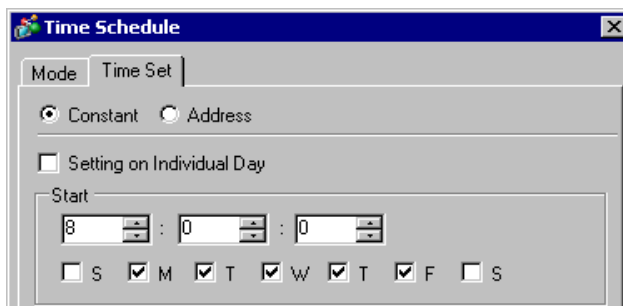 Time Schedule
Mode Time Set
Constant Address
Setting on Individual Day
Start
8 : 0 : 0
S M T W T F S